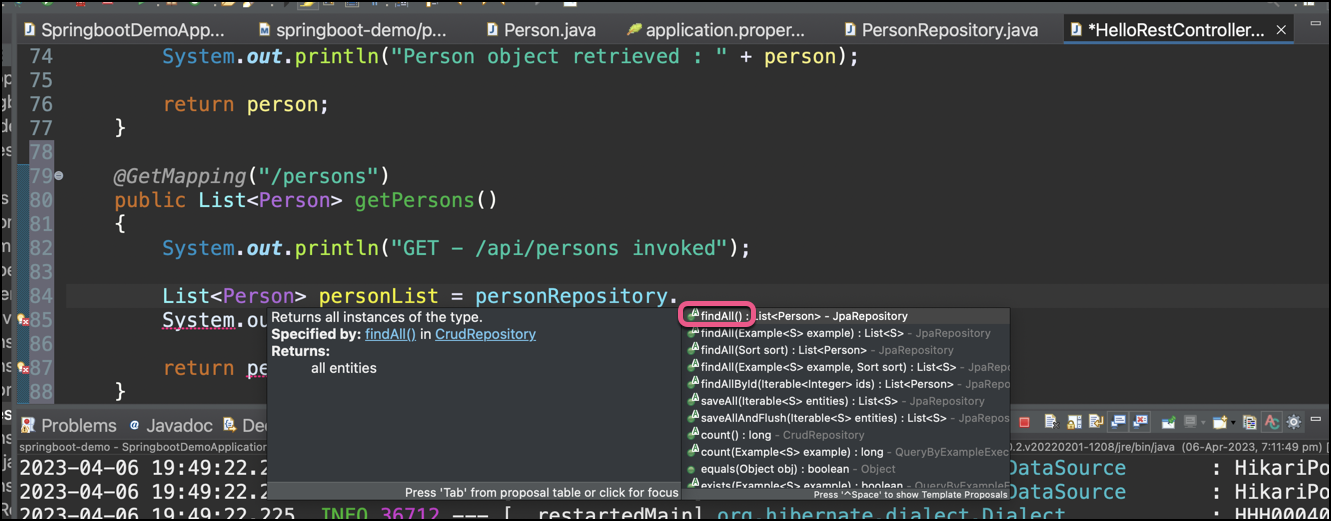 SpringbootDemoApp...
springboot-demo/p...
Person.java
application.proper...
PersonRepository.java
*HelloRestController...
74 System.out.println("Person object retrieved : " + person);
75
76 return person;
77 }
78
79 @GetMapping("/persons")
80 public List<Person> getPersons()
81 {
82 System.out.println("GET - /api/persons invoked");
83
84 List<Person> personList = personRepository.
85 System.ou
87 return pe
88 }
Returns all instances of the type.
Specified by: findAll() in CrudRepository
Returns:
all entities
Press 'Tab' from proposal table or click for focus
findAll() : List<Person> - JpaRepository
findAll(Example<S> example) : List<S> - JpaRepository
findAll(Sort sort) : List<Person> - JpaRepository
findAll(Example<S> example, Sort sort) : List<S> - JpaRepo
findAllById(Iterable<Integer> ids) : List<Person> - JpaRepo
saveAll(Iterable<S> entities) : List<S> - JpaRepository
saveAllAndFlush(Iterable<S> entities) : List<S> - JpaRepos
count() : long - CrudRepository
count(Example<S> example) : long - QueryByExampleExec
equals(Object obj) : boolean - Object
exists(Example<S> example) : boolean - QueryByExampleE
Press '^Space' to show Template Proposals
Problems
@ Javadoc
De
springboot-demo - SpringbootDemoApplication
0.2.v20220201-1208/jre/bin/java (06-Apr-2023, 7:11:49 pm) [
2023-04-06 19:49:22.2
DataSource : HikariPo
2023-04-06 19:49:22.2
DataSource : HikariPo
2023-04-06 19:49:22.225 INFO 36712 --- [ restartedMain] org.hibernate.dialect.Dialect : HHH00040